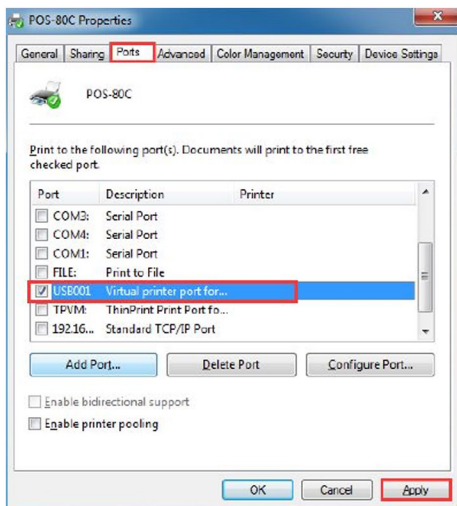 POS-80C Properties
General Sharing Ports Advanced Color Management Security Device Settings
POS-80C
Print to the following port(s). Documents will print to the first free
checked port.
Port Description Printer
COM3: Serial Port
COM4: Serial Port
COM1: Serial Port
FILE: Print to File
USB001 Virtual printer port for...
TPVM: ThinPrint Print Port fo...
192.16... Standard TCP/IP Port
Add Port... Delete Port Configure Port...
Enable bidirectional support
Enable printer pooling
OK Cancel Apply